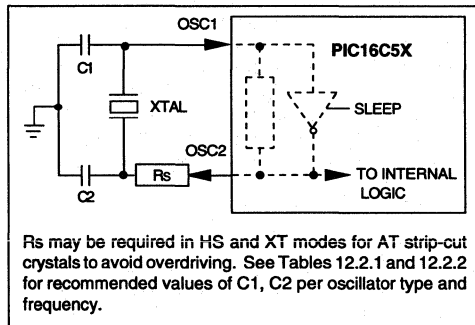 OSC1
PIC16C5X
C1
XTAL
SLEEP
OSC2
C2
Rs
TO INTERNAL
LOGIC
Rs may be required in HS and XT modes for AT strip-cut
crystals to avoid overdriving. See Tables 12.2.1 and 12.2.2
for recommended values of C1, C2 per oscillator type and
frequency.